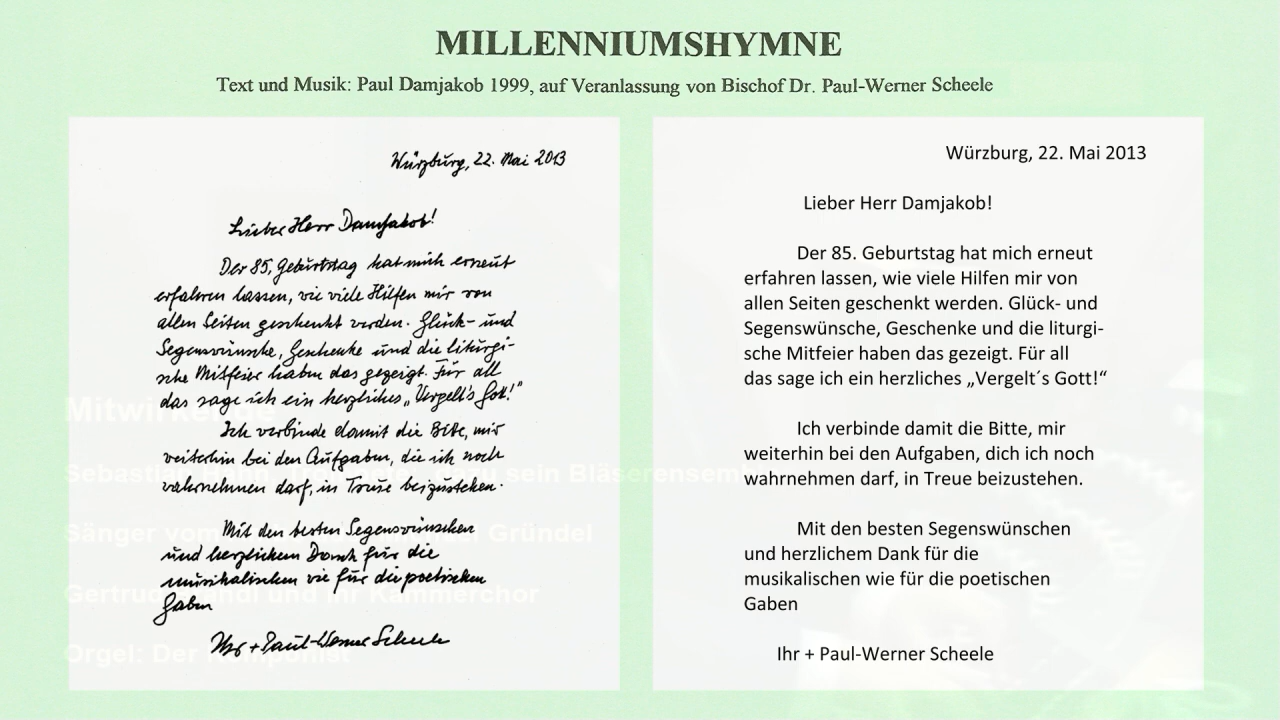 MILLENNIUMSHYMNE
Text und Musik: Paul Damjakob 1999, auf Veranlassung von Bischof Dr. Paul-Werner Scheele
Würzburg, 22. Mai 2013
Lieber Herr Damjakob!
Der 85. Geburtstag hat mich erneut
erfahren lassen, wie viele Hilfen mir von
allen Seiten geschenkt werden. Glück- und
Segenswünsche, Geschenke und die liturgi-
sche Mitfeier haben das gezeigt. Für all
das sage ich ein herzliches „Vergelt's Gott!"
Ich verbinde damit die Bitte, mir
weiterhin bei den Aufgaben, die ich noch
wahrnehmen darf, in Treue beizustehen.
Mit den besten Segenswünschen
und herzlichem Dank für die
musikalischen wie für die poetischen
Gaben
Ihr + Paul-Werner Scheele
Würzburg, 22. Mai 2013
Lieber Herr Damjakob!
Der 85. Geburtstag hat mich erneut
erfahren lassen, wie viele Hilfen mir von
allen Seiten geschenkt werden. Glück- und
Segenswünsche, Geschenke und die liturgi-
sche Mitfeier haben das gezeigt. Für all
das sage ich ein herzliches „Vergelt´s Gott!“
Ich verbinde damit die Bitte, mir
weiterhin bei den Aufgaben, dich ich noch
wahrnehmen darf, in Treue beizustehen.
Mit den besten Segenswünschen
und herzlichem Dank für die
musikalischen wie für die poetischen
Gaben
Ihr + Paul-Werner Scheele
Mitwirkende
Sebastian dazu sein Bläserensemble
Sänger vom Gründel
Gertrud und ihr Kammerchor
Orgel: Der Komponist